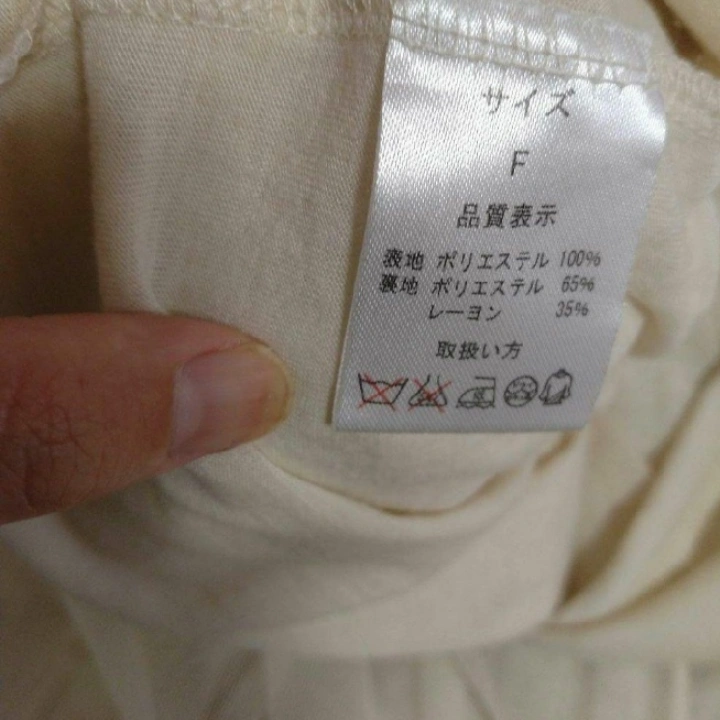 サイズ
F
品質表示
表地 ポリエステル 100%
裏地 ポリエステル 65%
レーヨン 35%
取扱い方